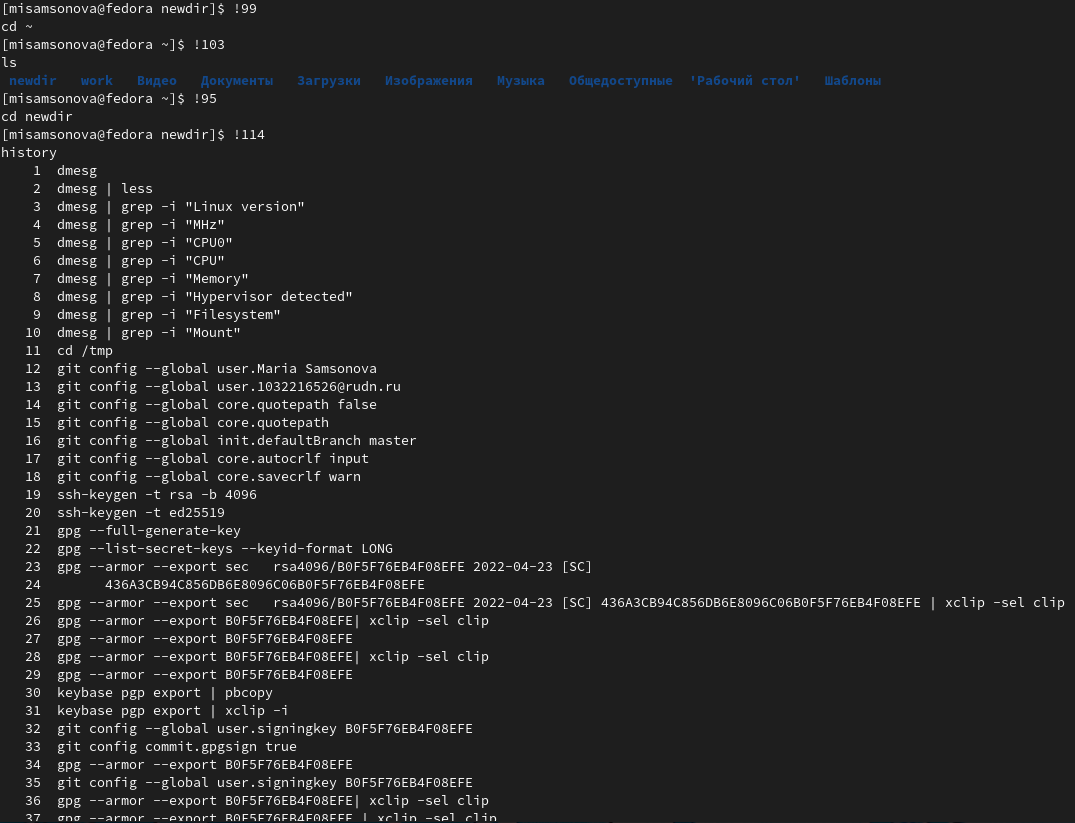 [misamsonova@fedora newdir]$ !99
cd ~
[misamsonova@fedora ~]$ !103
ls
newdir work Видео Документы Загрузки Изображения Музыка Общедоступные 'Рабочий стол' Шаблоны
[misamsonova@fedora ~]$ !95
cd newdir
[misamsonova@fedora newdir]$ !114
history
1 dmesg
2 dmesg | less
3 dmesg | grep -i "Linux version"
4 dmesg | grep -i "MHz"
5 dmesg | grep -i "CPU0"
6 dmesg | grep -i "CPU"
7 dmesg | grep -i "Memory"
8 dmesg | grep -i "Hypervisor detected"
9 dmesg | grep -i "Filesystem"
10 dmesg | grep -i "Mount"
11 cd /tmp
12 git config --global user.Maria Samsonova
13 git config --global user.1032216526@rudn.ru
14 git config --global core.quotepath false
15 git config --global core.quotepath
16 git config --global init.defaultBranch master
17 git config --global core.autocrlf input
18 git config --global core.savecrlf warn
19 ssh-keygen -t rsa -b 4096
20 ssh-keygen -t ed25519
21 gpg --full-generate-key
22 gpg --list-secret-keys --keyid-format LONG
23 gpg --armor --export sec rsa4096/B0F5F76EB4F08EFE 2022-04-23 [SC]
24 436A3CB94C856DB6E8096C06B0F5F76EB4F08EFE
25 gpg --armor --export sec rsa4096/B0F5F76EB4F08EFE 2022-04-23 [SC] 436A3CB94C856DB6E8096C06B0F5F76EB4F08EFE | xclip -sel clip
26 gpg --armor --export B0F5F76EB4F08EFE| xclip -sel clip
27 gpg --armor --export B0F5F76EB4F08EFE
28 gpg --armor --export B0F5F76EB4F08EFE| xclip -sel clip
29 gpg --armor --export B0F5F76EB4F08EFE
30 keybase pgp export | pbcopy
31 keybase pgp export | xclip -i
32 git config --global user.signingkey B0F5F76EB4F08EFE
33 git config commit.gpgsign true
34 gpg --armor --export B0F5F76EB4F08EFE
35 git config --global user.signingkey B0F5F76EB4F08EFE
36 gpg --armor --export B0F5F76EB4F08EFE| xclip -sel clip
37 gpg --armor --export B0F5F76EB4F08EFE | xclip -sel clip